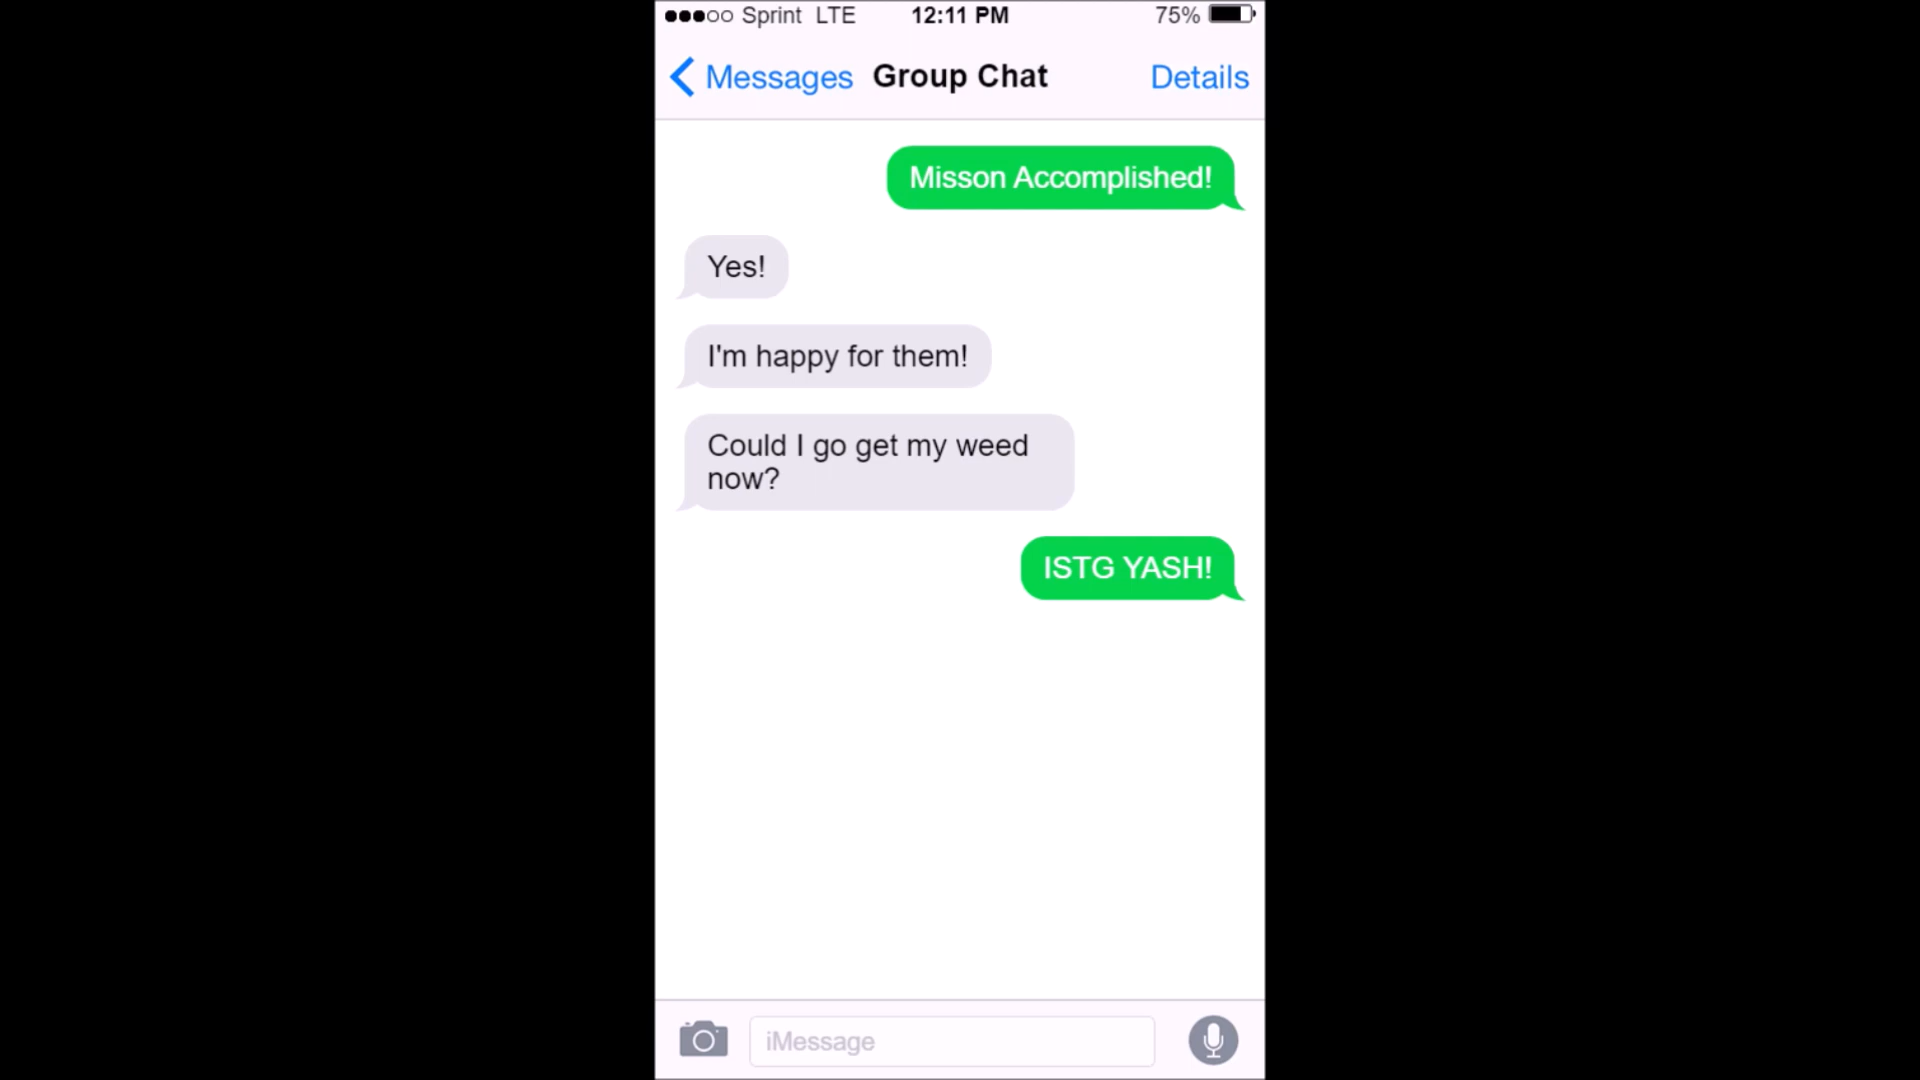 Sprint LTE 12:11 PM 75%
Messages Group Chat Details
Misson Accomplished!
Yes!
I'm happy for them!
Could I go get my weed
now?
ISTG YASH!
iMessage